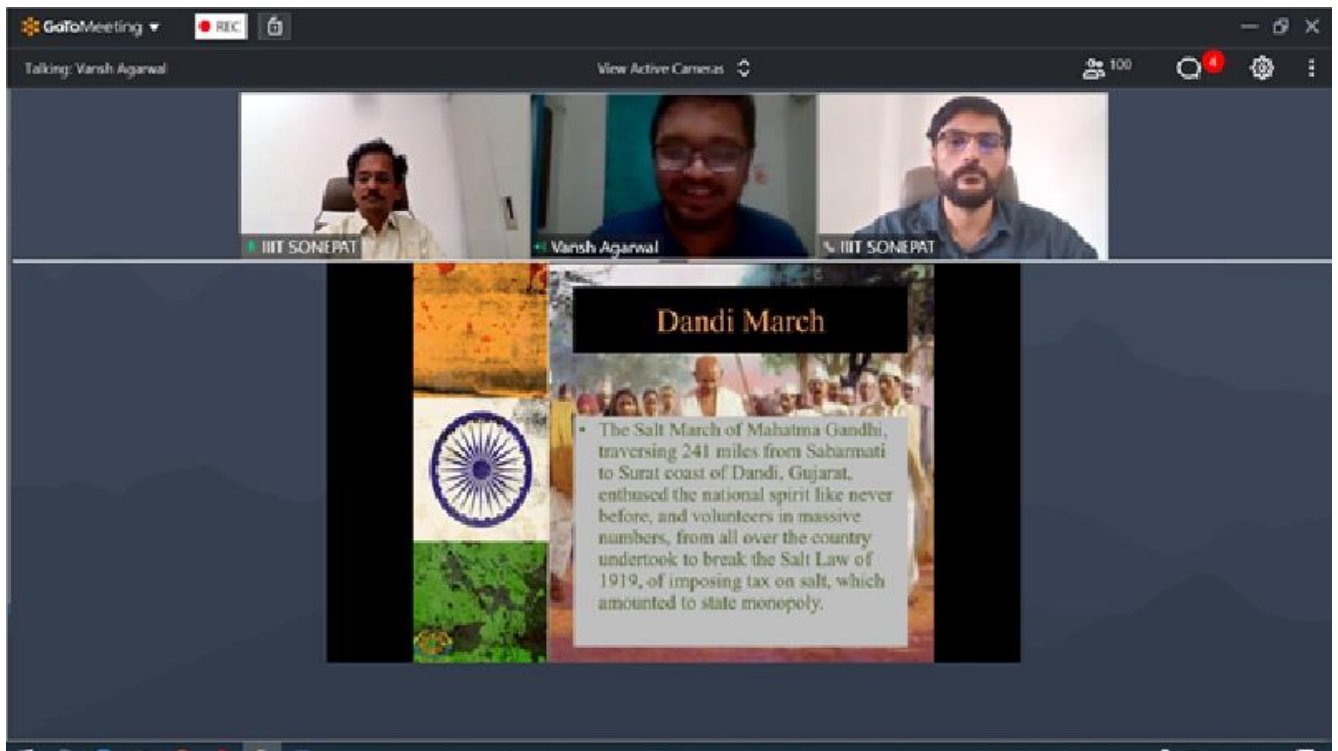 GoToMeeting
REC
Talking: Vansh Agarwal
View Active Cameras
100
4
IIIT SONEPAT
Vansh Agarwal
IIIT SONEPAT
Dandi March
• The Salt March of Mahatma Gandhi,
traversing 241 miles from Sabarmati
to Surat coast of Dandi, Gujarat,
enthused the national spirit like never
before, and volunteers in massive
numbers, from all over the country
undertook to break the Salt Law of
1919, of imposing tax on salt, which
amounted to state monopoly.